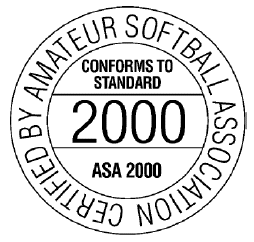 CERTIFIED BY AMATEUR SOFTBALL ASSOCIATION
CONFORMS TO
STANDARD
2000
ASA 2000